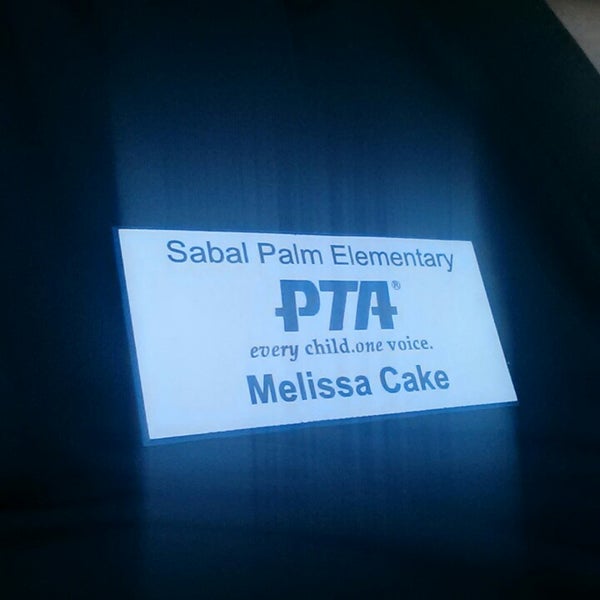 Sabal Palm Elementary
PTA®
every child.one voice.
Melissa Cake